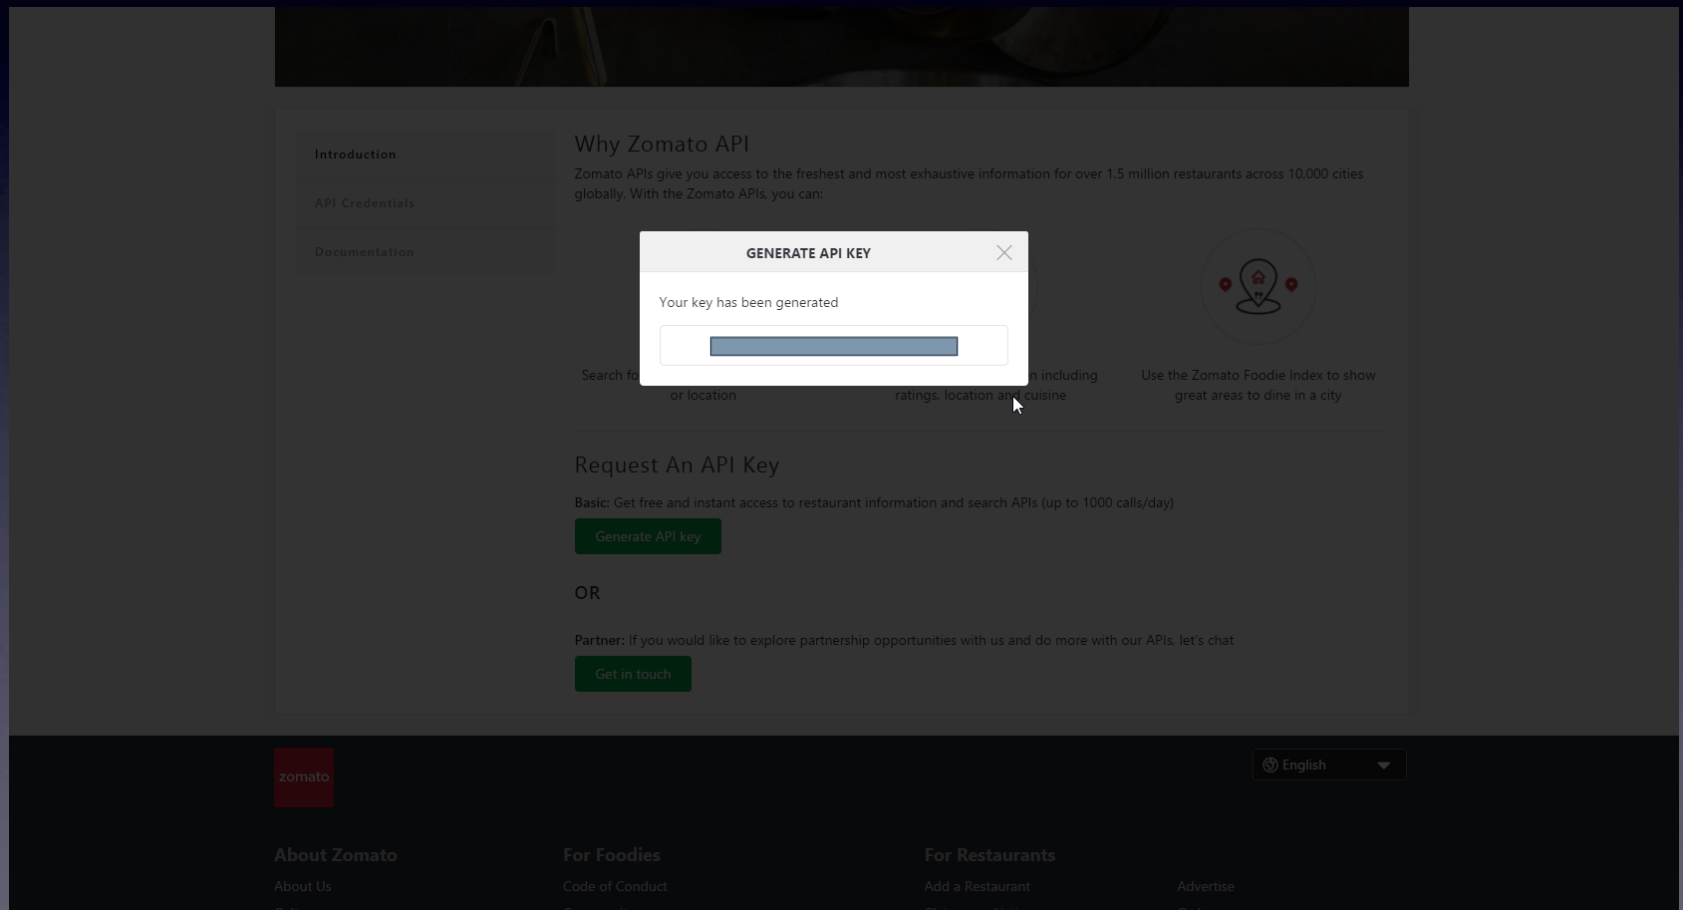 Introduction
API Credentials
Documentation
Why Zomato API
Zomato APIs give you access to the freshest and most exhaustive information for over 1.5 million restaurants across 10,000 cities
globally. With the Zomato APIs, you can:
GENERATE API KEY
Your key has been generated
Search fo
or location
n including
ratings, location and cuisine
Use the Zomato Foodie Index to show
great areas to dine in a city
Request An API Key
Basic: Get free and instant access to restaurant information and search APIs (up to 1000 calls/day)
Generate API key
OR
Partner: If you would like to explore partnership opportunities with us and do more with our APIs, let's chat
Get in touch
zomato
English
About Zomato
For Foodies
For Restaurants
About Us
Code of Conduct
Add a Restaurant
Advertise